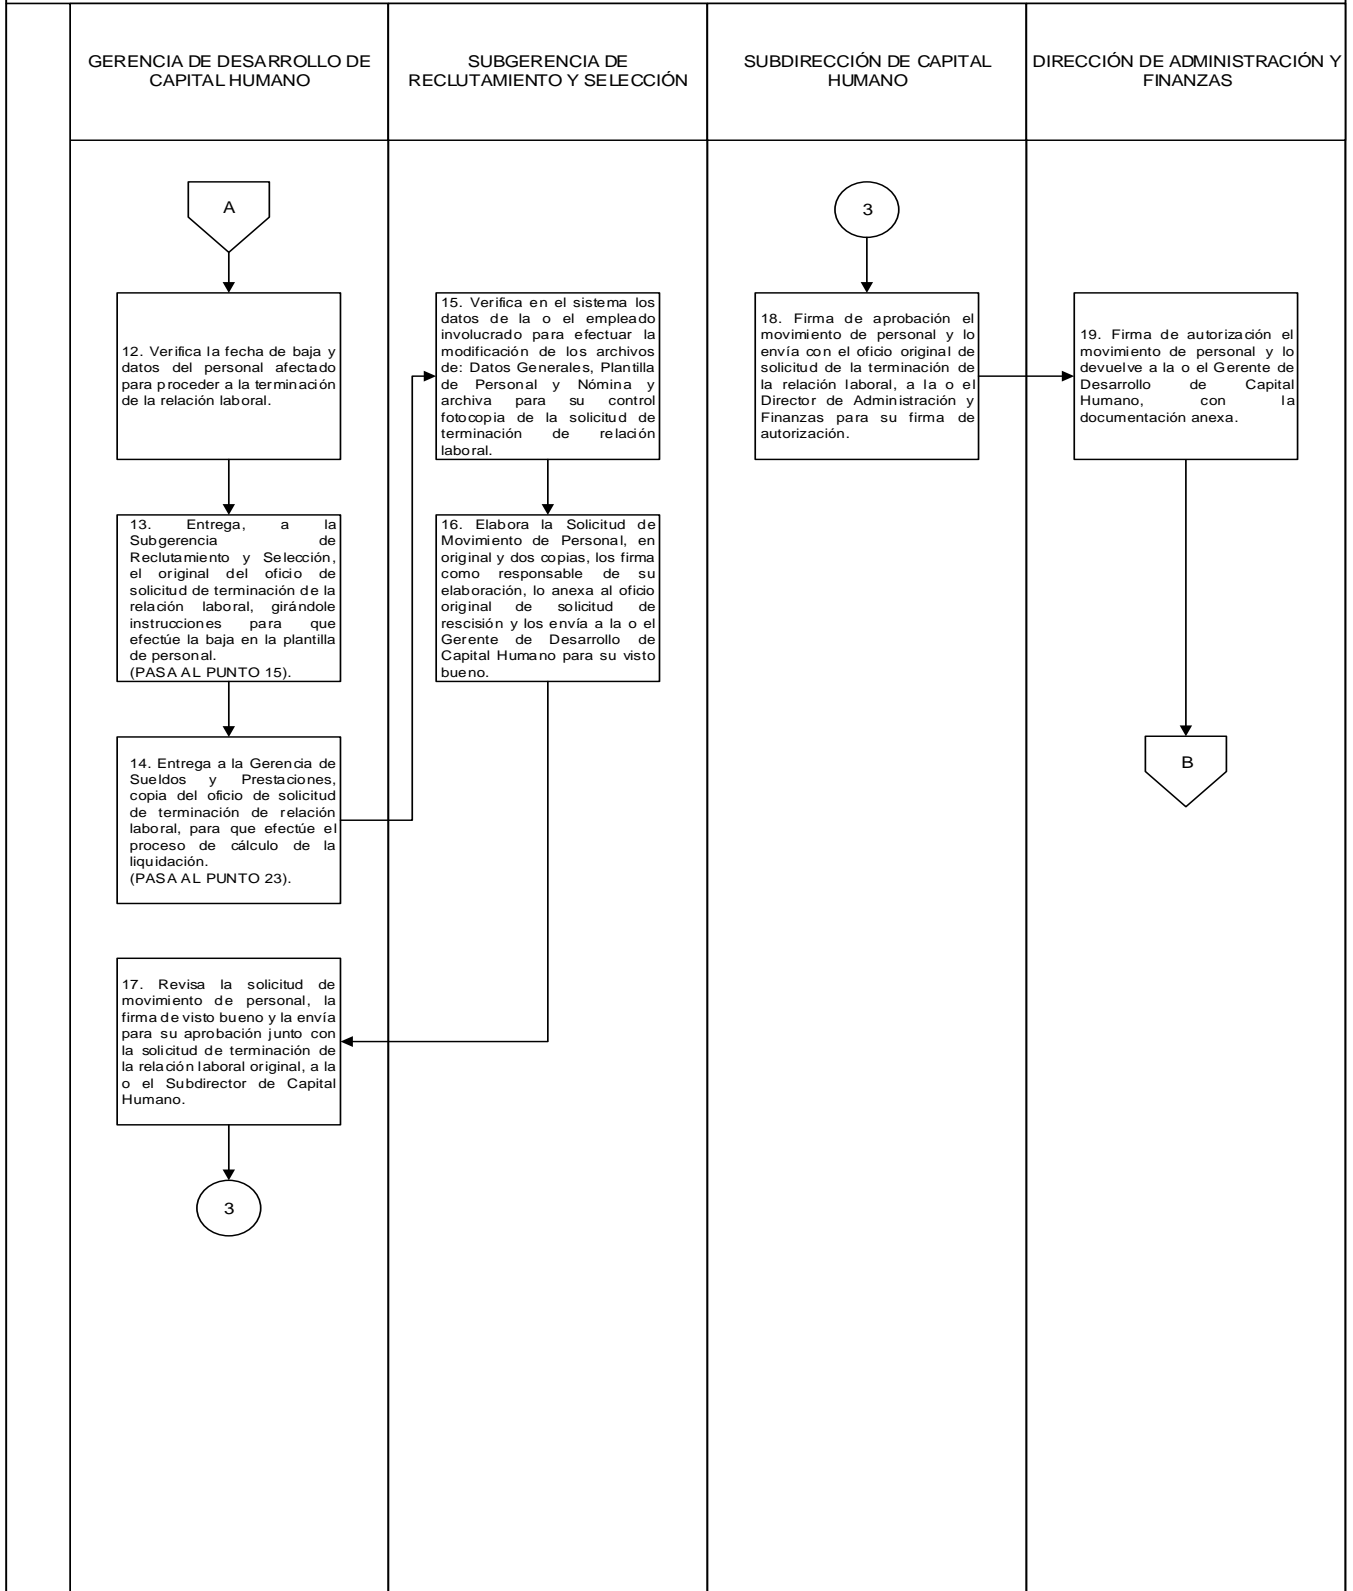 GERENCIA DE DESARROLLO DE
CAPITAL HUMANO
SUBGERENCIA DE
RECLUTAMIENTO Y SELECCIÓN
SUBDIRECCIÓN DE CAPITAL
HUMANO
DIRECCIÓN DE ADMINISTRACIÓN Y
FINANZAS
A
12. Verifica la fecha de baja y
datos del personal afectado
para proceder a la terminación
de la relación laboral.
13. Entrega, a la
Subgerencia de
Reclutamiento y Selección,
el original del oficio de
solicitud de terminación de la
relación laboral, girándole
instrucciones para que
efectúe la baja en la plantilla
de personal.
(PASA AL PUNTO 15).
14. Entrega a la Gerencia de
Sueldos y Prestaciones,
copia del oficio de solicitud
de terminación de relación
laboral, para que efectúe el
proceso de cálculo de la
liquidación.
(PASA AL PUNTO 23).
17. Revisa la solicitud de
movimiento de personal, la
firma de visto bueno y la envía
para su aprobación junto con
la solicitud de terminación de
la relación laboral original, a la
o el Subdirector de Capital
Humano.
3
15. Verifica en el sistema los
datos de la o el empleado
involucrado para efectuar la
modificación de los archivos
de: Datos Generales, Plantilla
de Personal y Nómina y
archiva para su control
fotocopia de la solicitud de
terminación de relación
laboral.
16. Elabora la Solicitud de
Movimiento de Personal, en
original y dos copias, los firma
como responsable de su
elaboración, lo anexa al oficio
original de solicitud de
rescisión y los envía a la o el
Gerente de Desarrollo de
Capital Humano para su visto
bueno.
3
18. Firma de aprobación el
movimiento de personal y lo
envía con el oficio original de
solicitud de la terminación de
la relación laboral, a la o el
Director de Administración y
Finanzas para su firma de
autorización.
19. Firma de autorización el
movimiento de personal y lo
devuelve a la o el Gerente de
Desarrollo de Capital
Humano, con la
documentación anexa.
B